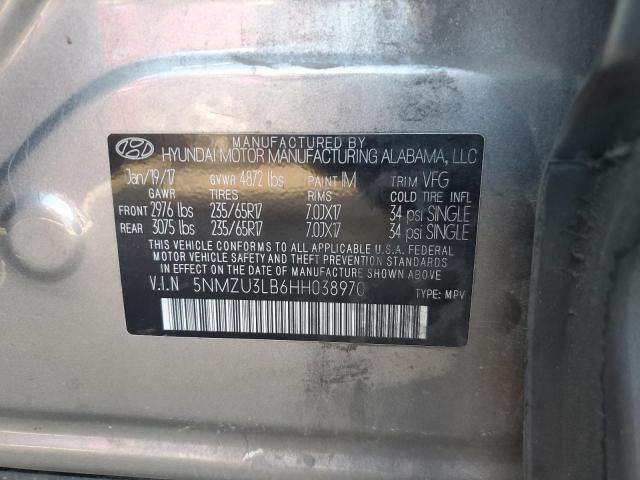 MANUFACTURED BY
HYUNDAI MOTOR MANUFACTURING ALABAMA, LLC
Jan/19/17 GVWR 4872 lbs PAINT IM TRIM VFG
GAWR TIRES RIMS COLD TIRE INFL
FRONT 2976 lbs 235/65R17 7.0JX17 34 psi SINGLE
REAR 3075 lbs 235/65R17 7.0JX17 34 psi SINGLE
THIS VEHICLE CONFORMS TO ALL APPLICABLE U.S.A. FEDERAL
MOTOR VEHICLE SAFETY AND THEFT PREVENTION STANDARDS
IN EFFECT ON THE DATE OF MANUFACTURE SHOWN ABOVE.
V.I.N 5NMZU3LB6HH038970 TYPE: MPV